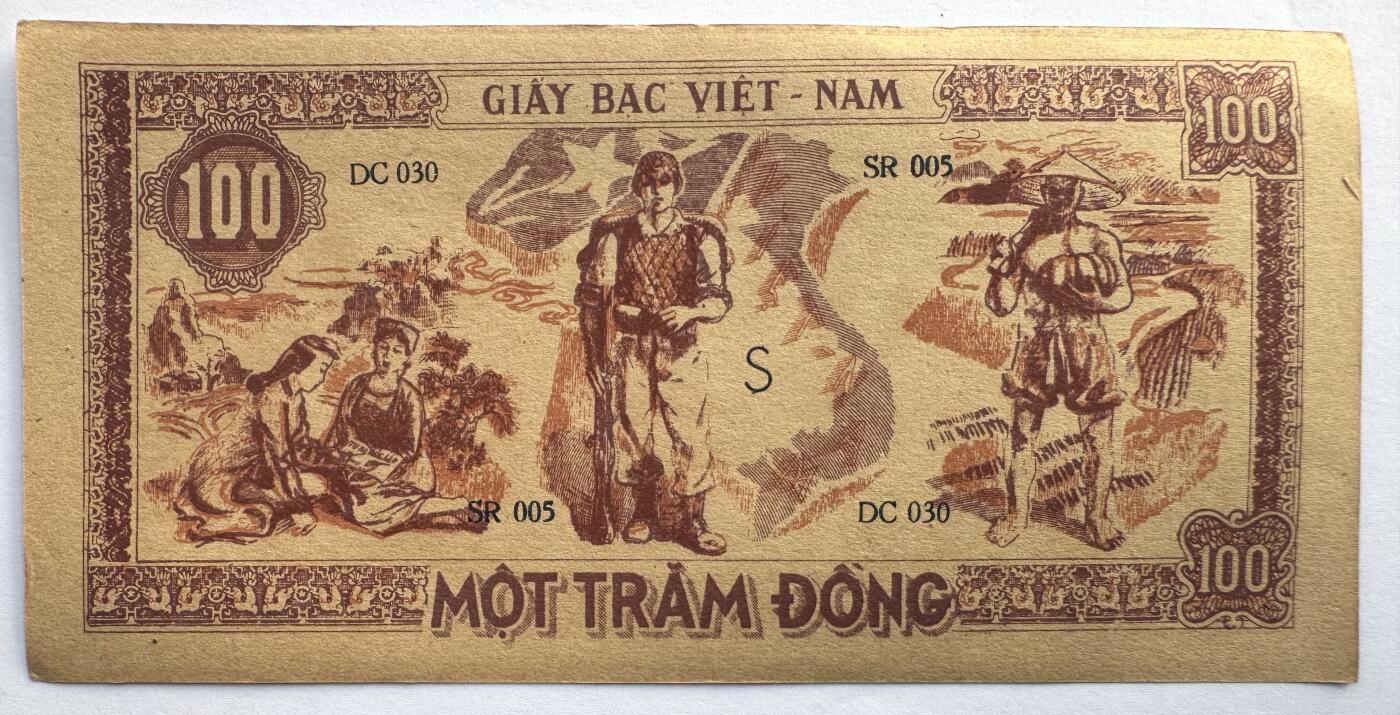 GIẤY BẠC VIỆT - NAM
100
100
DC 030
SR 005
S
SR 005
DC 030
100
MỘT TRĂM ĐỒNG